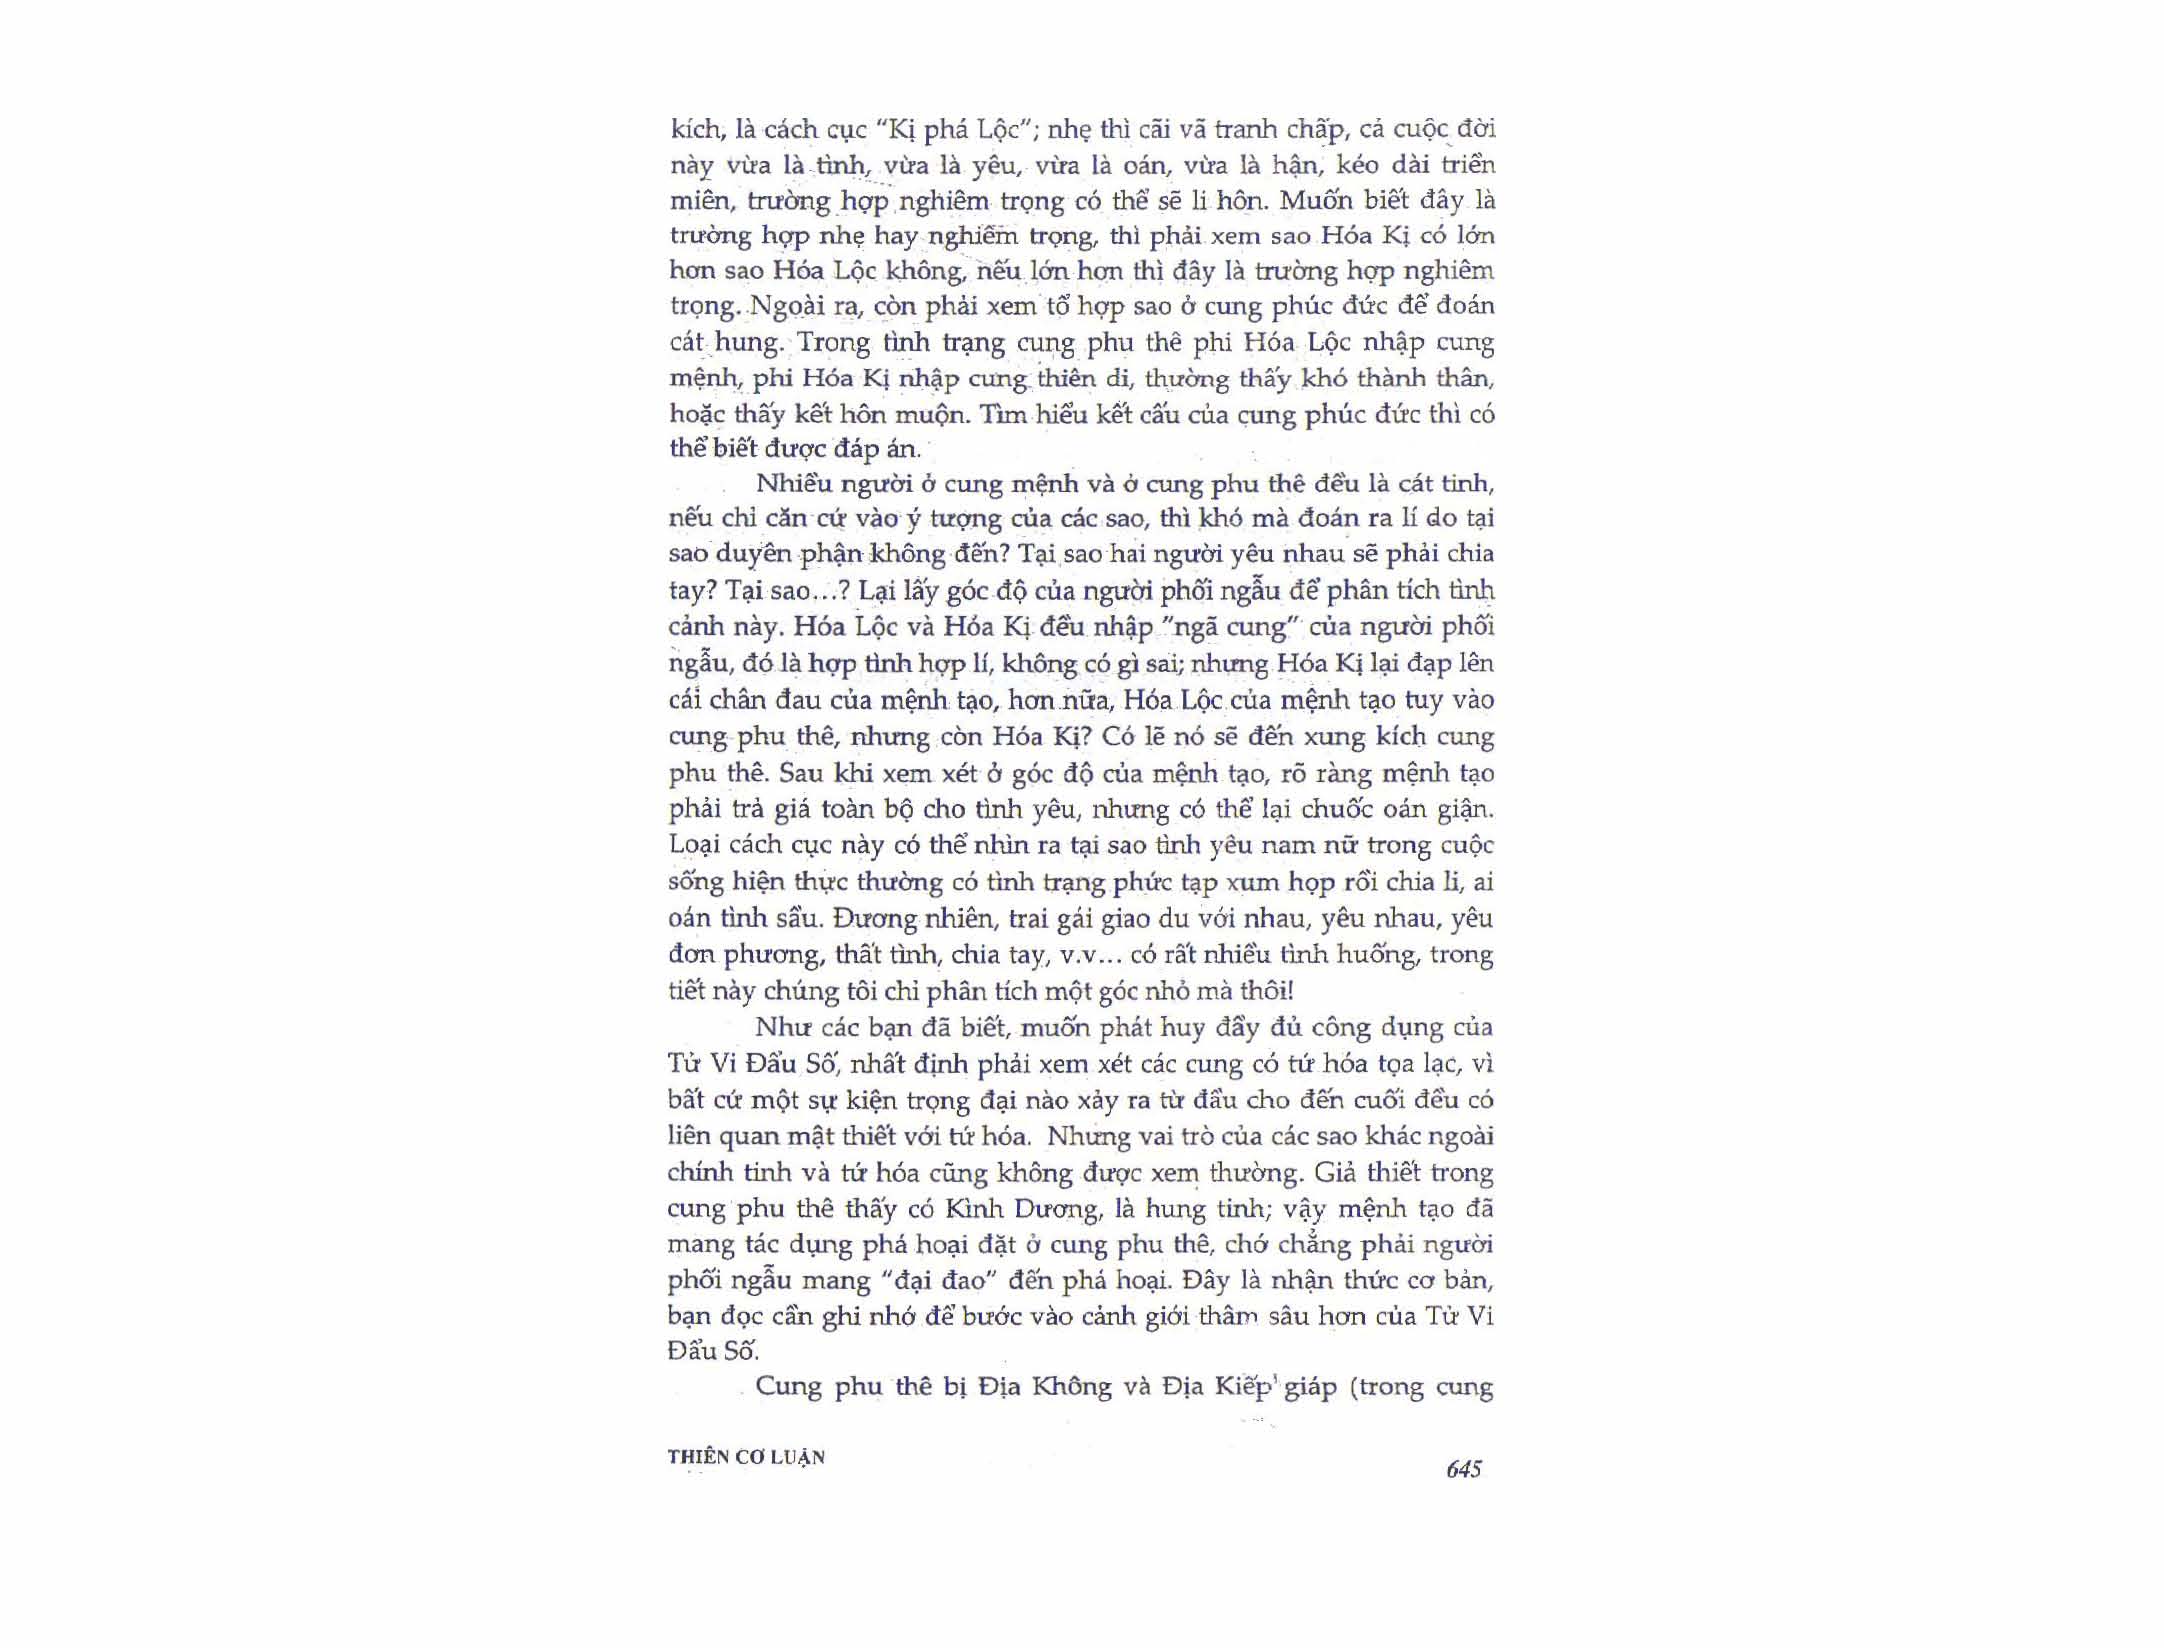 kích, là cách cục "Kị phá Lộc"; nhẹ thì cãi vã tranh chấp, cả cuộc đời
này vừa là tình, vừa là yêu, vừa là oán, vừa là hận, kéo dài triền
miên, trường hợp nghiêm trọng có thể sẽ li hôn. Muốn biết đây là
trường hợp nhẹ hay nghiêm trọng, thì phải xem sao Hóa Kị có lớn
hơn sao Hóa Lộc không, nếu lớn hơn thì đây là trường hợp nghiêm
trọng. Ngoài ra, còn phải xem tổ hợp sao ở cung phúc đức để đoán
cát hung. Trong tình trạng cung phu thê phi Hóa Lộc nhập cung
mệnh, phi Hóa Kị nhập cung thiên di, thường thấy khó thành thân,
hoặc thấy kết hôn muộn. Tìm hiểu kết cấu của cung phúc đức thì có
thể biết được đáp án.
Nhiều người ở cung mệnh và ở cung phu thê đều là cát tinh,
nếu chỉ căn cứ vào ý tượng của các sao, thì khó mà đoán ra lí do tại
sao duyên phận không đến? Tại sao hai người yêu nhau sẽ phải chia
tay? Tại sao...? Lại lấy góc độ của người phối ngẫu để phân tích tình
cảnh này. Hóa Lộc và Hóa Kị đều nhập "ngã cung" của người phối
ngẫu, đó là hợp tình hợp lí, không có gì sai; nhưng Hóa Kị lại đạp lên
cái chân đau của mệnh tạo, hơn nữa, Hóa Lộc của mệnh tạo tuy vào
cung phu thê, nhưng còn Hóa Kị? Có lẽ nó sẽ đến xung kích cung
phu thê. Sau khi xem xét ở góc độ của mệnh tạo, rõ ràng mệnh tạo
phải trả giá toàn bộ cho tình yêu, nhưng có thể lại chuốc oán giận.
Loại cách cục này có thể nhìn ra tại sao tình yêu nam nữ trong cuộc
sống hiện thực thường có tình trạng phức tạp xum họp rồi chia li, ai
oán tình sầu. Đương nhiên, trai gái giao du với nhau, yêu nhau, yêu
đơn phương, thất tình, chia tay, v.v... có rất nhiều tình huống, trong
tiết này chúng tôi chỉ phân tích một góc nhỏ mà thôi!
Như các bạn đã biết, muốn phát huy đầy đủ công dụng của
Tử Vi Đẩu Số, nhất định phải xem xét các cung có tứ hóa tọa lạc, vì
bất cứ một sự kiện trọng đại nào xảy ra từ đầu cho đến cuối đều có
liên quan mật thiết với tứ hóa. Nhưng vai trò của các sao khác ngoài
chính tinh và tứ hóa cũng không được xem thường. Giả thiết trong
cung phu thê thấy có Kình Dương, là hung tinh; vậy mệnh tạo đã
mang tác dụng phá hoại đặt ở cung phu thê, chớ chẳng phải người
phối ngẫu mang "đại đao" đến phá hoại. Đây là nhận thức cơ bản,
bạn đọc cần ghi nhớ để bước vào cảnh giới thâm sâu hơn của Tử Vi
Đẩu Số.
Cung phu thê bị Địa Không và Địa Kiếp giáp (trong cung
THIÊN CƠ LUẬN
645